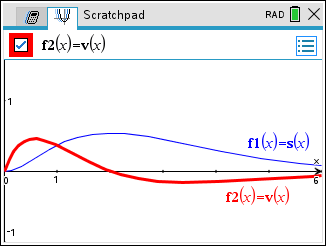 Scratchpad RAD
f2(x)=v(x)
1
f1(x)=s(x)
x
0 1 6
f2(x)=v(x)
-1